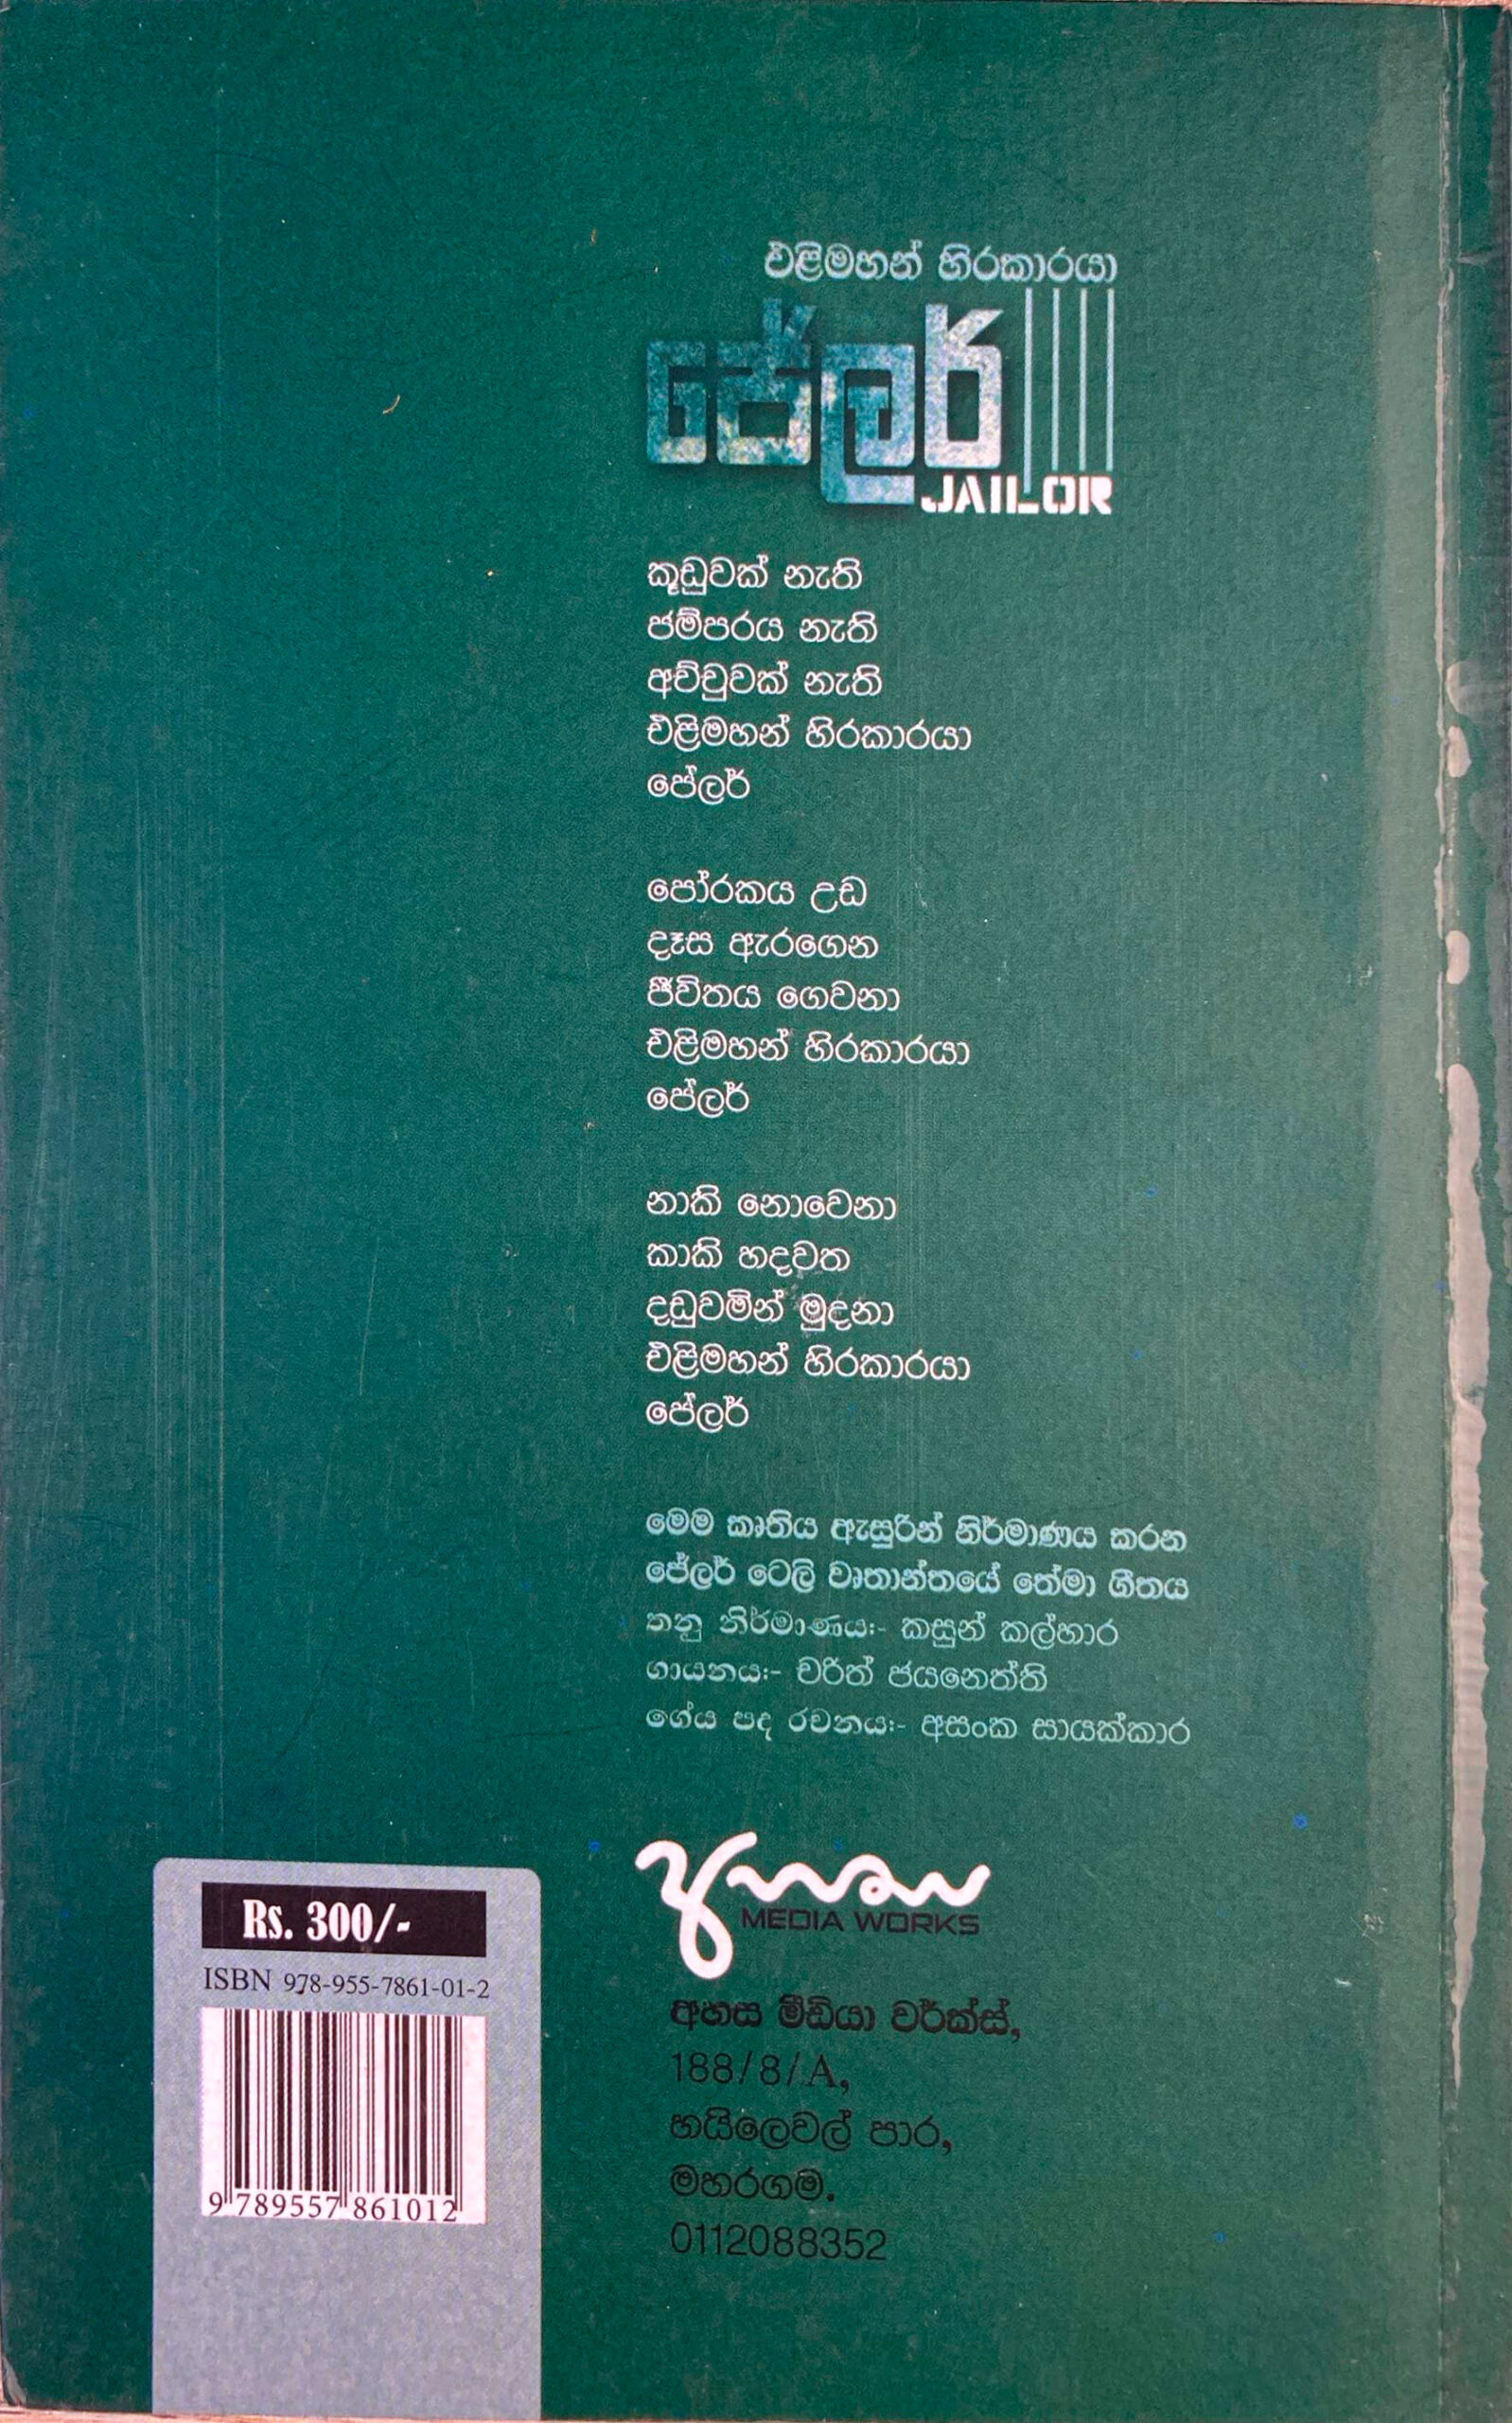 එළිමහන් හිරකාරයා
ජේලර්
JAILOR
කූඩුවක් නැති
ජම්පරය නැති
අච්චුවක් නැති
එළිමහන් හිරකාරයා
ජේලර්
පෝරකය උඩ
දෑස ඇරගෙන
ජීවිතය ගෙවනා
එළිමහන් හිරකාරයා
ජේලර්
නාකි නොවෙනා
කාකි හදවත
දඬුවමින් මුදනා
එළිමහන් හිරකාරයා
ජේලර්
මෙම කෘතිය ඇසුරින් නිර්මාණය කරන
ජේලර් ටෙලි වෘතාන්තයේ තේමා ගීතය
තනු නිර්මාණය:- කසුන් කල්හාර
ගායනය:- චරිත් ජයනෙත්ති
ගේය පද රචනය:- අසංක සායක්කාර
අහස
MEDIA WORKS
අහස මීඩියා වර්ක්ස්,
188/8/A,
හයිලෙවල් පාර,
මහරගම.
0112088352
Rs. 300/-
ISBN 978-955-7861-01-2
9 789557 861012